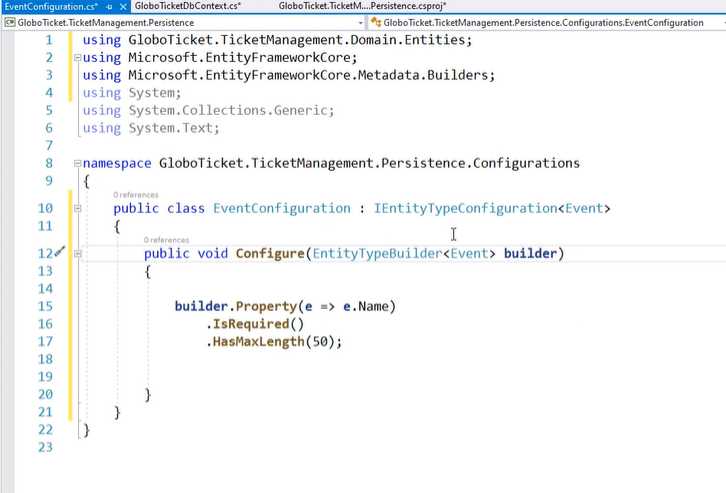 EventConfiguration.cs* GloboTicketDbContext.cs* GloboTicket.TicketM....Persistence.csproj*
GloboTicket.TicketManagement.Persistence GloboTicket.TicketManagement.Persistence.Configurations.EventConfiguration
1 using GloboTicket.TicketManagement.Domain.Entities;
2 using Microsoft.EntityFrameworkCore;
3 using Microsoft.EntityFrameworkCore.Metadata.Builders;
4 using System;
5 using System.Collections.Generic;
6 using System.Text;
7
8 namespace GloboTicket.TicketManagement.Persistence.Configurations
9 {
0 references
10 public class EventConfiguration : IEntityTypeConfiguration<Event>
11 {
0 references
12 public void Configure(EntityTypeBuilder<Event> builder)
13 {
14
15 builder.Property(e => e.Name)
16 .IsRequired()
17 .HasMaxLength(50);
18
19
20 }
21 }
22 }
23